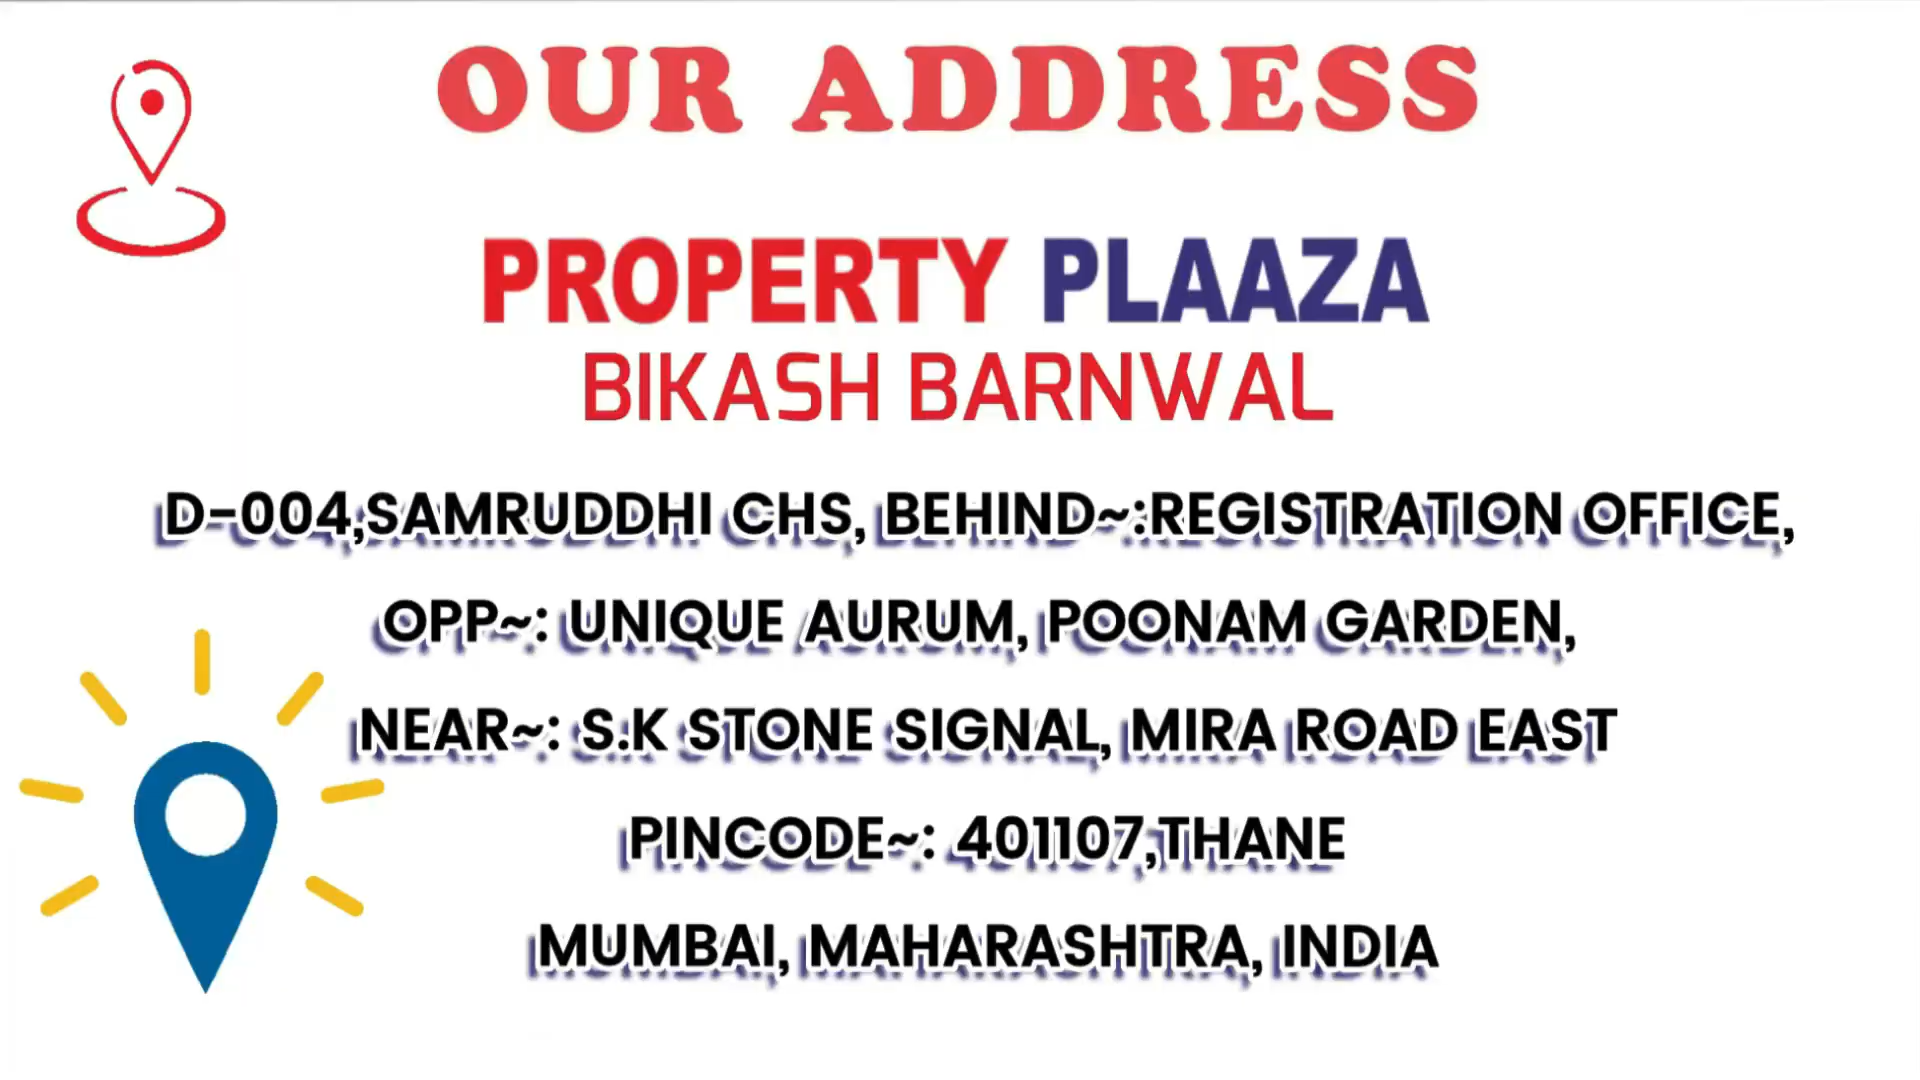 OUR ADDRESS
PROPERTY PLAAZA
BIKASH BARNWAL
D-004,SAMRUDDHI CHS, BEHIND~:REGISTRATION OFFICE,
OPP~: UNIQUE AURUM, POONAM GARDEN,
NEAR~: S.K STONE SIGNAL, MIRA ROAD EAST
PINCODE~: 401107,THANE
MUMBAI, MAHARASHTRA, INDIA